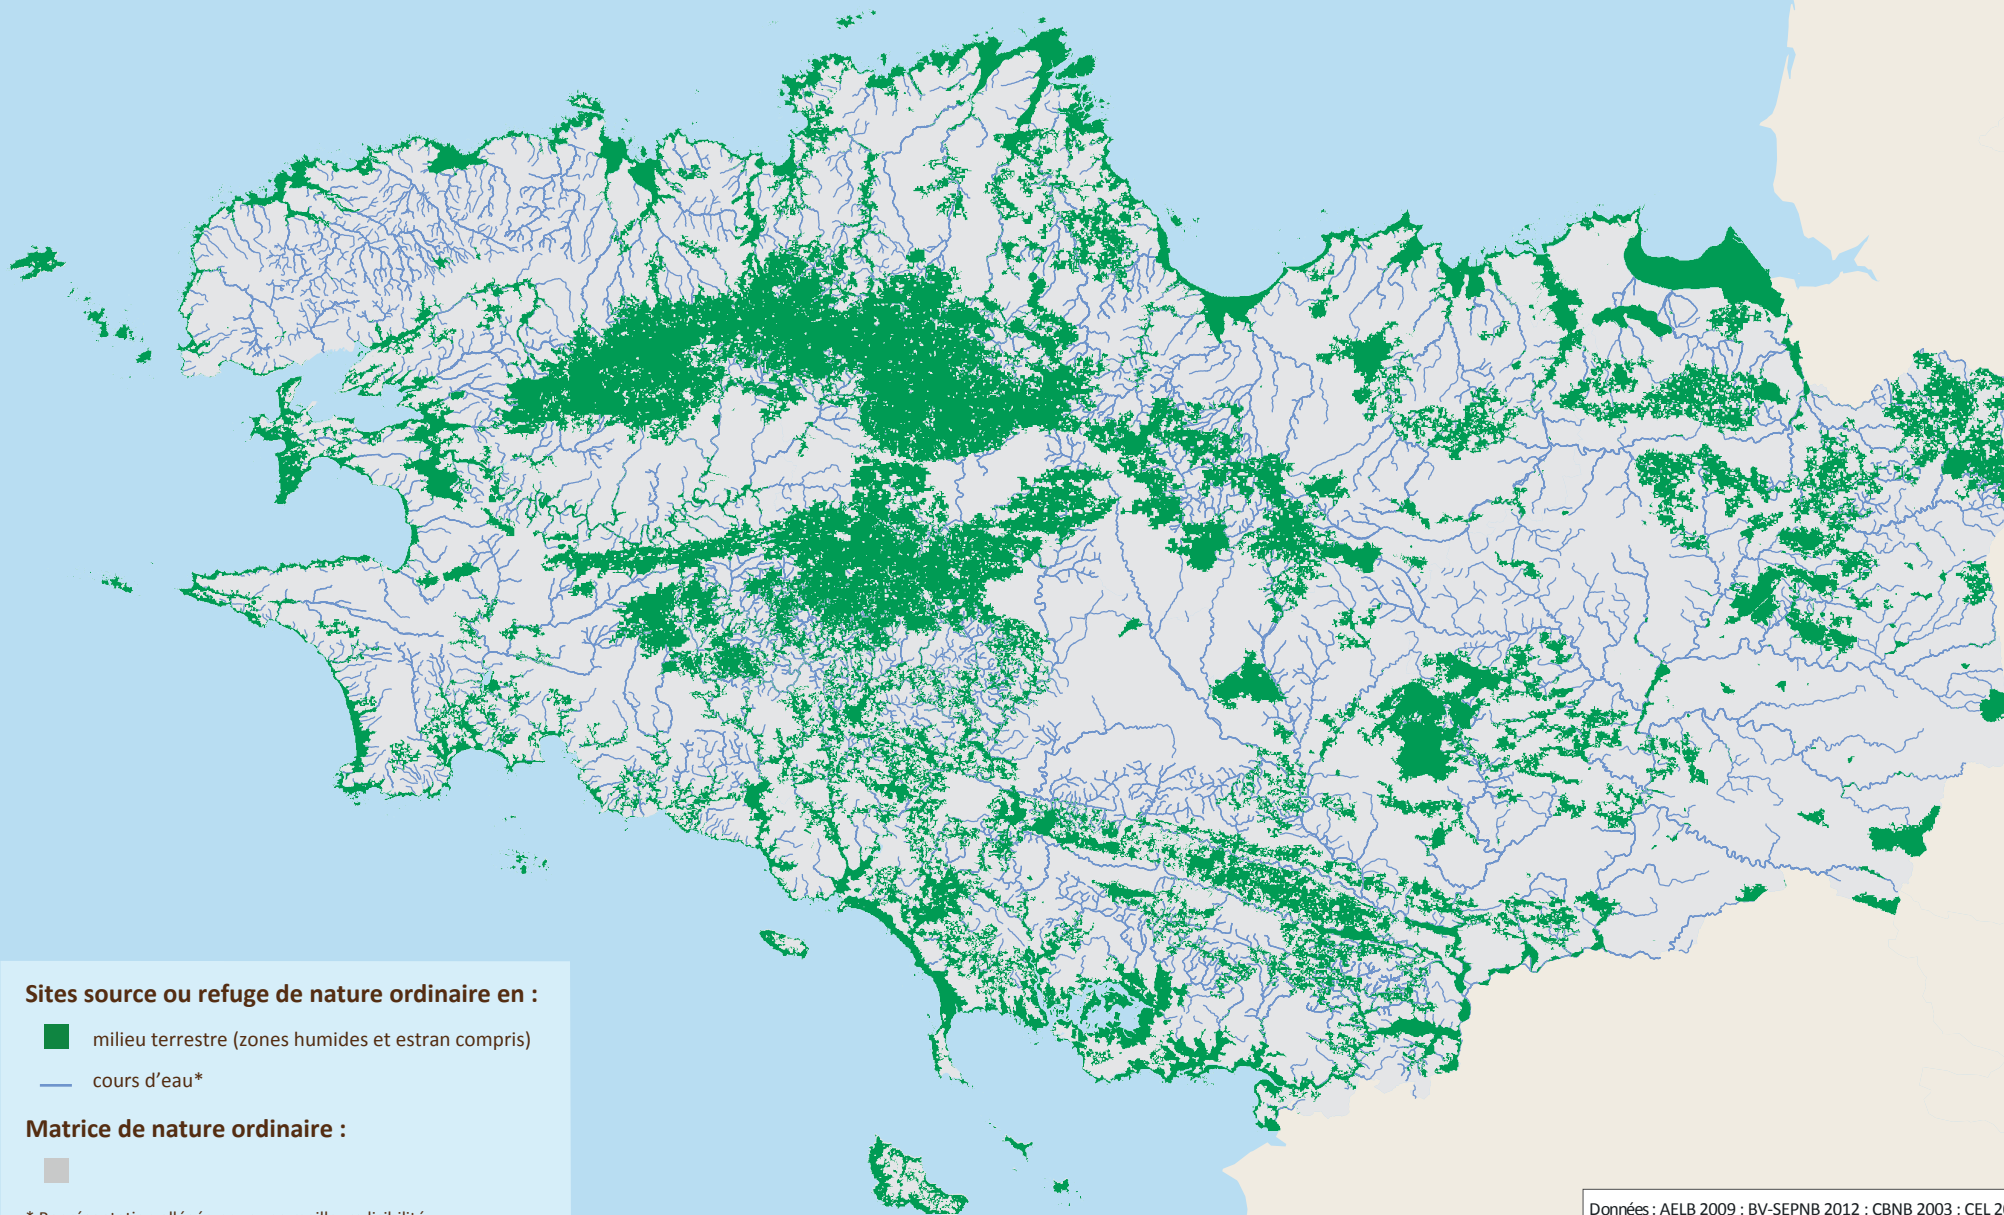 Sites source ou refuge de nature ordinaire en :
milieu terrestre (zones humides et estran compris)
cours d'eau*
Matrice de nature ordinaire :
Données : AELB 2009 ; BV-SEPNB 2012 ; CBNB 2003 ; CEL